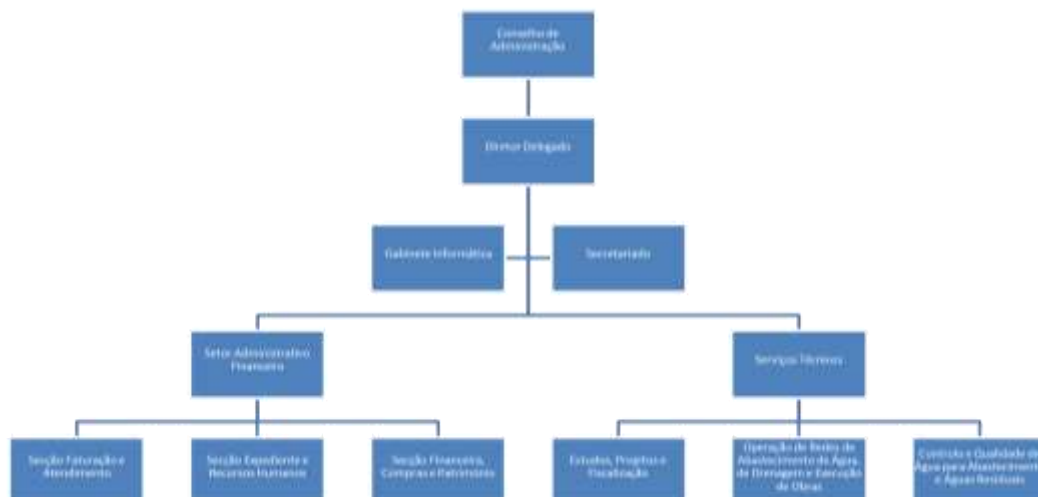 Conselho de
Administração
Diretor Delegado
Gabinete Informática
Secretariado
Setor Administrativo
Financeiro
Serviços Técnicos
Secção Faturação e
Atendimento
Secção Expediente e
Recursos Humanos
Secção Financeira,
Compras e Património
Estudos, Projetos e
Fiscalização
Operação de Redes de
Abastecimento de Água,
de Drenagem e Execução
de Obras
Controlo e Qualidade de
Água para Abastecimento
e Águas Residuais